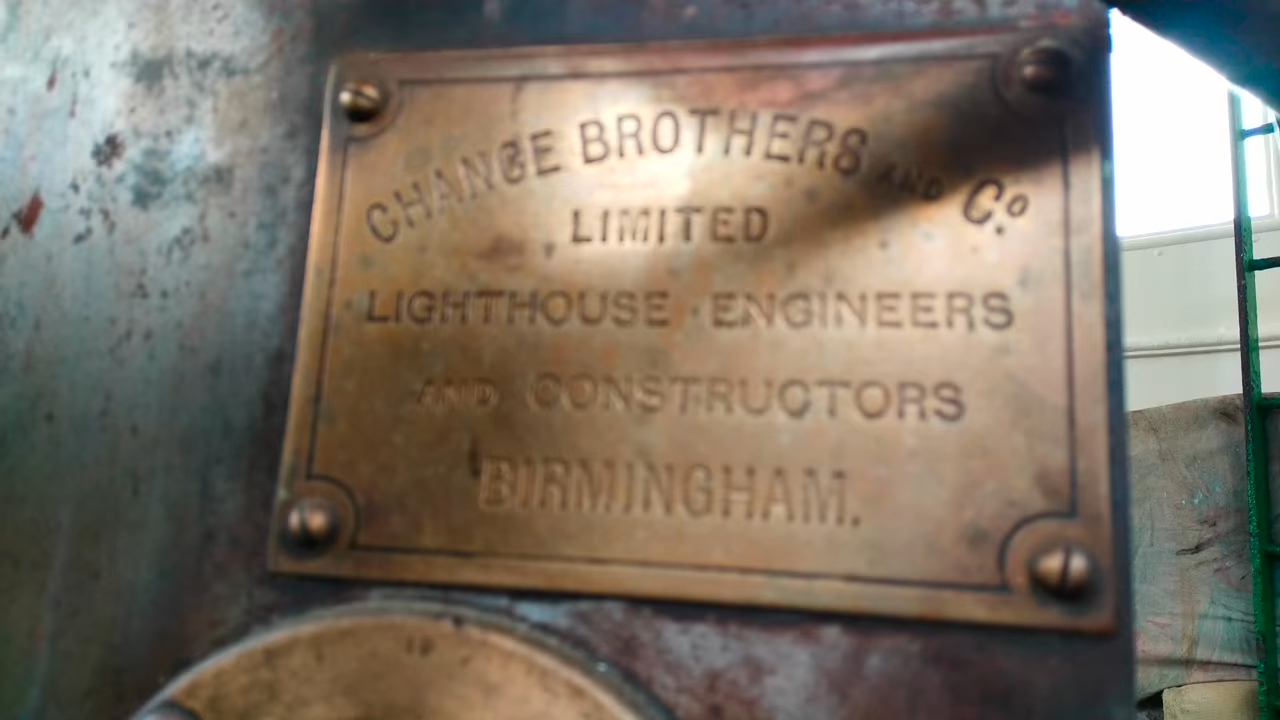 CHANCE BROTHERS AND Cº.
LIMITED
LIGHTHOUSE ENGINEERS
AND CONSTRUCTORS
BIRMINGHAM.